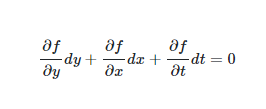 ∂f/∂y dy + ∂f/∂x dx + ∂f/∂t dt = 0